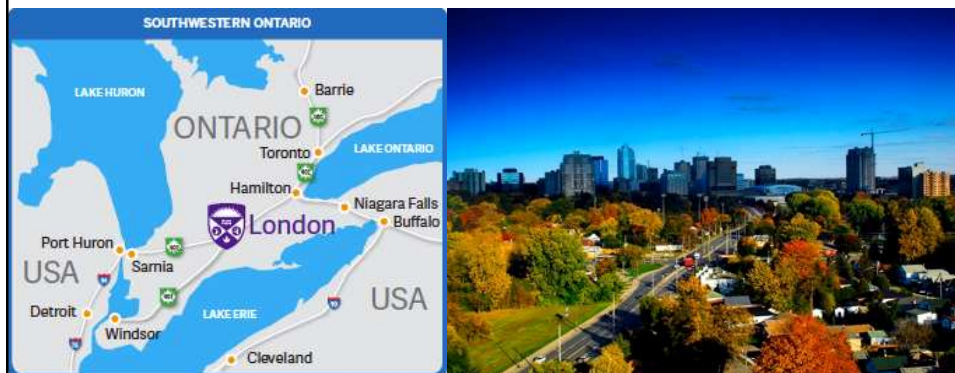 SOUTHWESTERN ONTARIO
LAKE HURON
Barrie
ONTARIO
Toronto
LAKE ONTARIO
Hamilton
Niagara Falls
London
Buffalo
Port Huron
Sarnia
USA
USA
Detroit
LAKE ERIE
Windsor
Cleveland